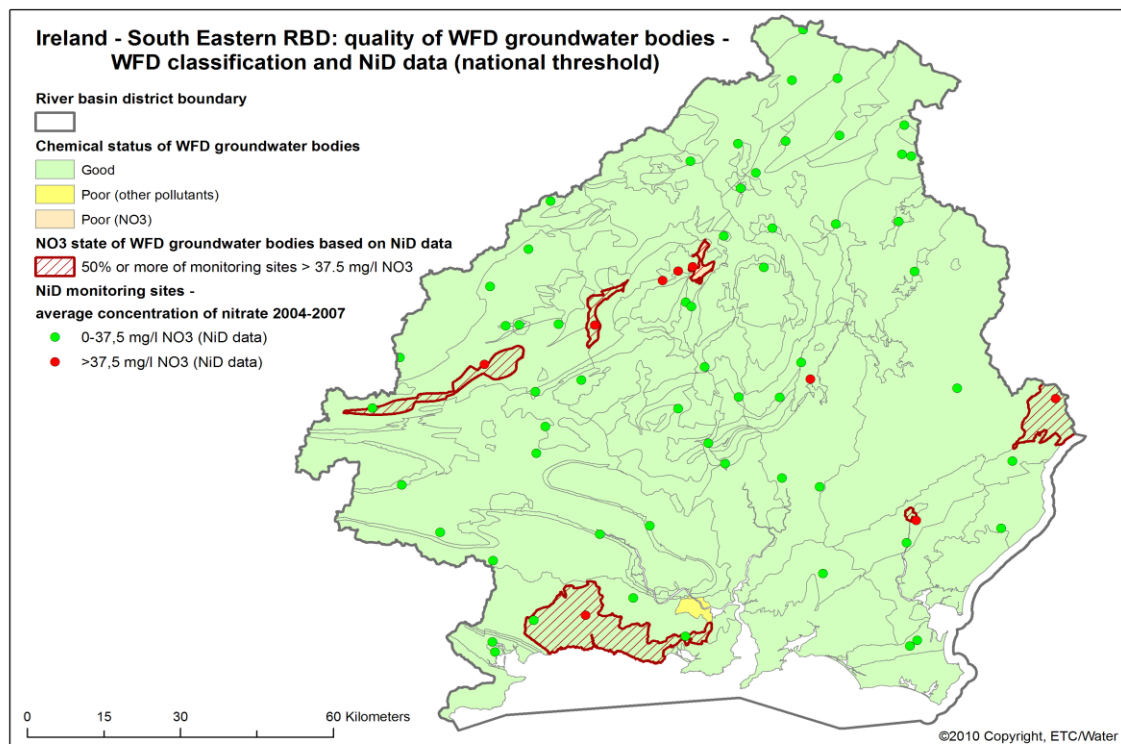 Ireland - South Eastern RBD: quality of WFD groundwater bodies -
WFD classification and NiD data (national threshold)
River basin district boundary
Chemical status of WFD groundwater bodies
Good
Poor (other pollutants)
Poor (NO3)
NO3 state of WFD groundwater bodies based on NiD data
50% or more of monitoring sites > 37.5 mg/l NO3
NiD monitoring sites -
average concentration of nitrate 2004-2007
0-37,5 mg/l NO3 (NiD data)
>37,5 mg/l NO3 (NiD data)
0 15 30 60 Kilometers
©2010 Copyright, ETC/Water